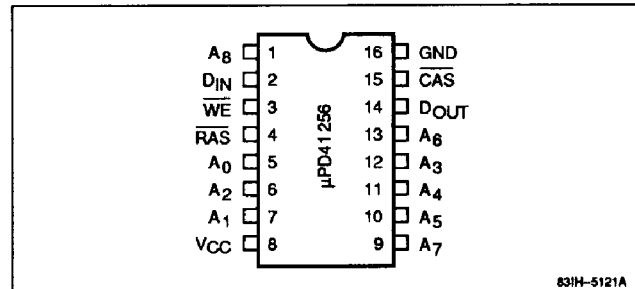 A8 1 16 GND
DIN 2 15 CAS
WE 3 14 DOUT
RAS 4 13 A6
A0 5 12 A3
A2 6 11 A4
A1 7 10 A5
VCC 8 9 A7
μPD41256
83IH–5121A